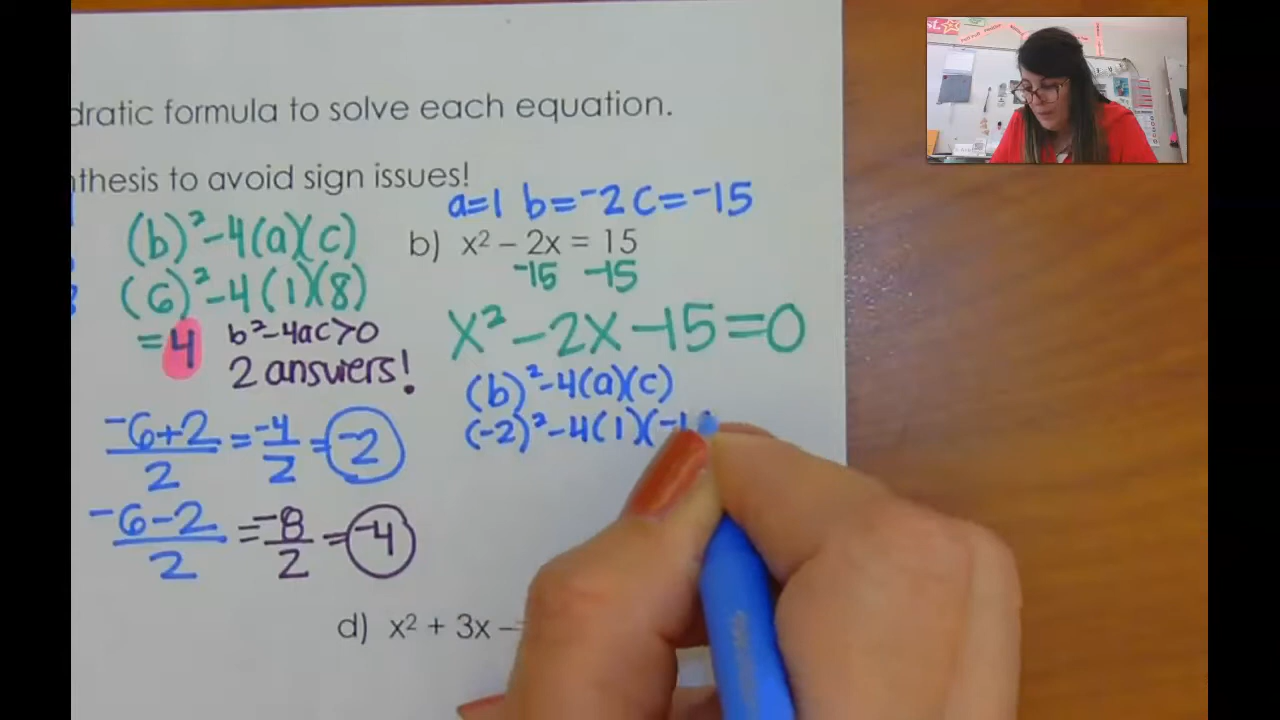 dratic formula to solve each equation.
nthesis to avoid sign issues!
(b)²-4(a)(c)
(6)²-4(1)(8)
=4 b²-4ac>0
2 answers!
-6+2/2 = -4/2 = -2
-6-2/2 = -8/2 = -4
a=1 b=-2 c=-15
b) x² – 2x = 15
-15 -15
x²-2x-15=0
(b)²-4(a)(c)
(-2)²-4(1)(-1
d) x² + 3x –